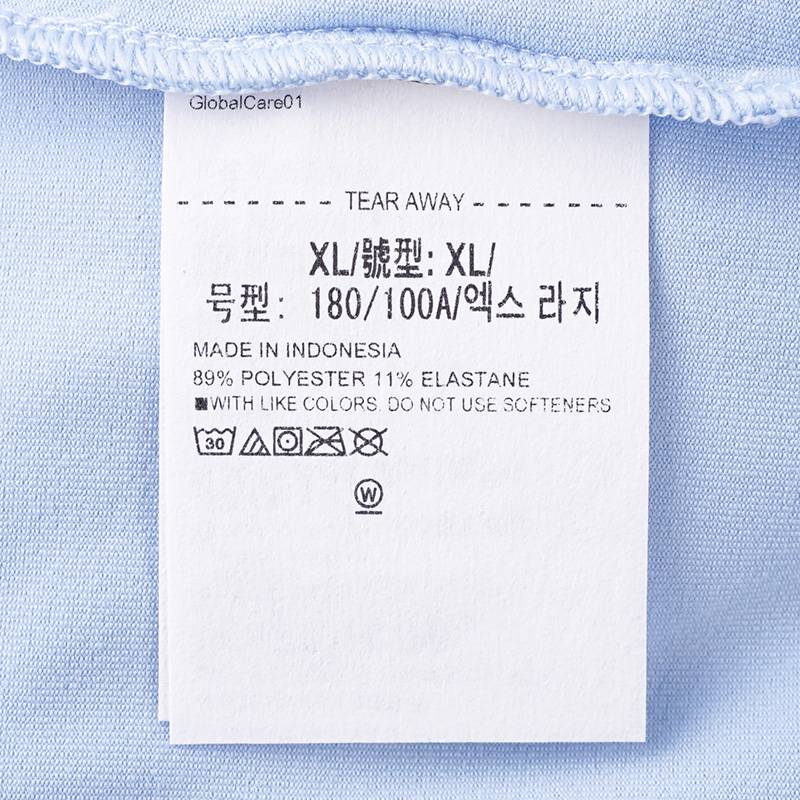 GlobalCare01
TEAR AWAY
XL/號型: XL/
号型: 180/100A/엑스 라지
MADE IN INDONESIA
89% POLYESTER 11% ELASTANE
WITH LIKE COLORS. DO NOT USE SOFTENERS
30
W